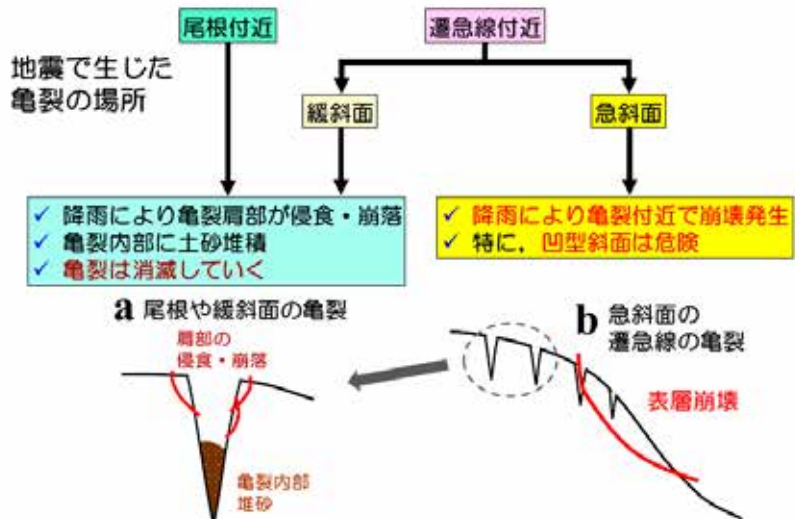 尾根付近
遷急線付近
地震で生じた
亀裂の場所
緩斜面
急斜面
✓ 降雨により亀裂肩部が侵食・崩落
✓ 亀裂内部に土砂堆積
✓ 亀裂は消滅していく
✓ 降雨により亀裂付近で崩壊発生
✓ 特に，凹型斜面は危険
a 尾根や緩斜面の亀裂
肩部の
侵食・崩落
亀裂内部
堆砂
b 急斜面の
遷急線の亀裂
表層崩壊